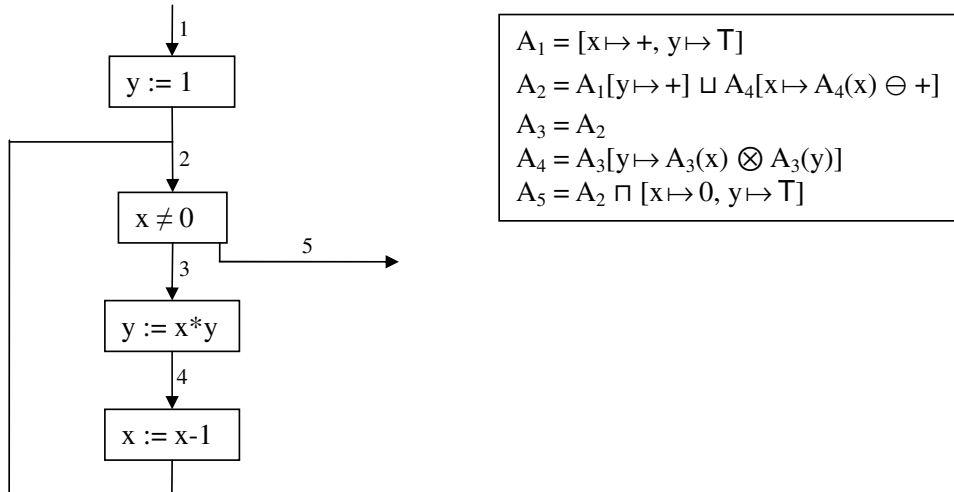 1
y := 1
2
x ≠ 0
5
3
y := x*y
4
x := x-1
A₁ = [x ↦ +, y ↦ T]
A₂ = A₁[y ↦ +] ⊔ A₄[x ↦ A₄(x) ⊖ +]
A₃ = A₂
A₄ = A₃[y ↦ A₃(x) ⊗ A₃(y)]
A₅ = A₂ ⊓ [x ↦ 0, y ↦ T]